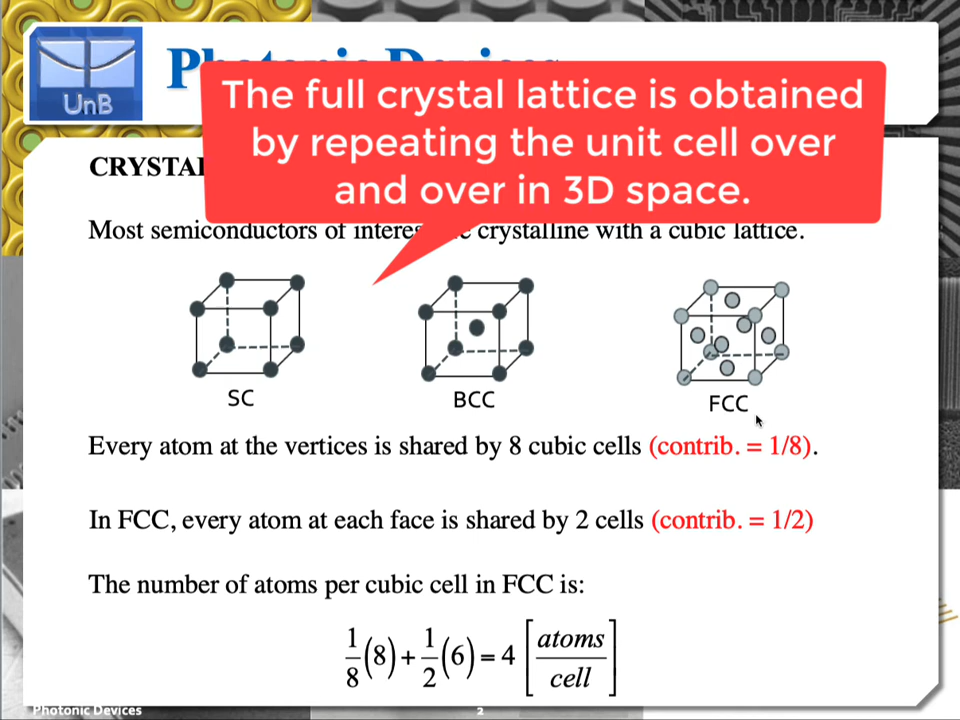 UnB
The full crystal lattice is obtained
by repeating the unit cell over
and over in 3D space.
Most semiconductors of crystalline with a cubic lattice.
SC
BCC
FCC
Every atom at the vertices is shared by 8 cubic cells (contrib. = 1/8).
In FCC, every atom at each face is shared by 2 cells (contrib. = 1/2)
The number of atoms per cubic cell in FCC is:
1/8 (8) + 1/2 (6) = 4 [atoms/cell]
Photonic Devices 2